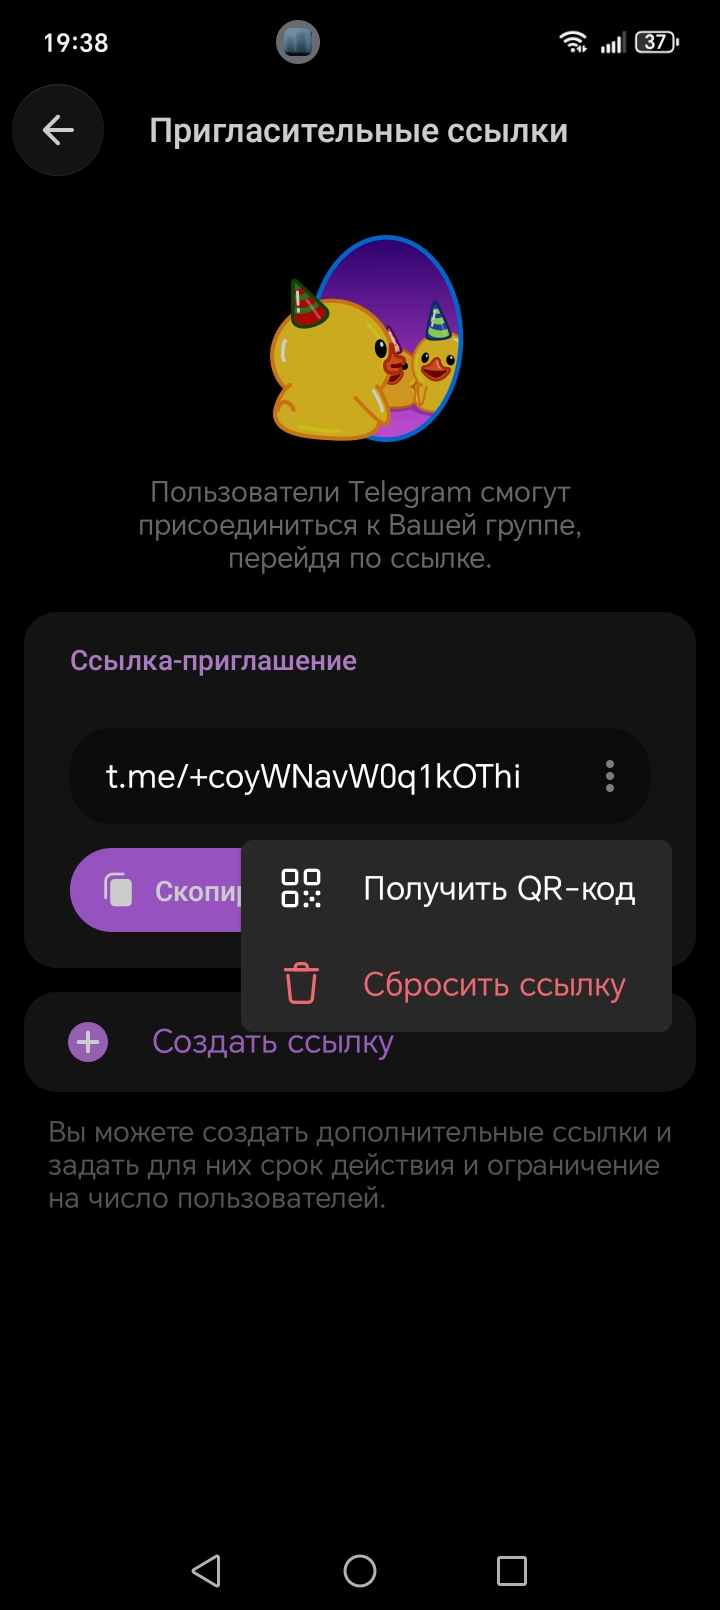 19:38
37
Пригласительные ссылки
Пользователи Telegram смогут
присоединиться к Вашей группе,
перейдя по ссылке.
Ссылка-приглашение
t.me/+coyWNavW0q1kOThi
Получить QR-код
Сбросить ссылку
Создать ссылку
Вы можете создать дополнительные ссылки и
задать для них срок действия и ограничение
на число пользователей.